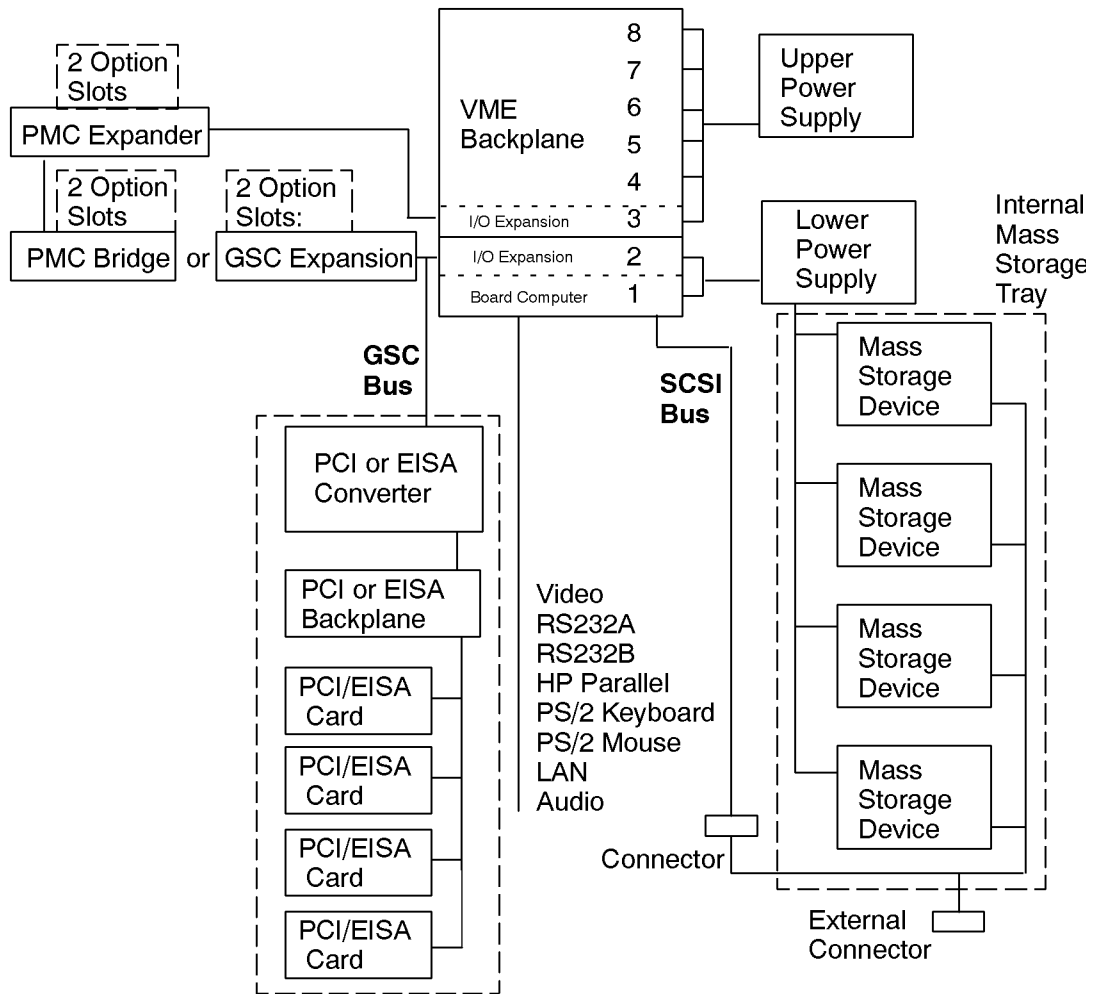 2 Option
Slots
PMC Expander
2 Option
Slots
PMC Bridge
or
2 Option
Slots:
GSC Expansion
VME
Backplane
8
7
6
5
4
I/O Expansion 3
I/O Expansion 2
Board Computer 1
Upper
Power
Supply
Lower
Power
Supply
Internal
Mass
Storage
Tray
GSC
Bus
SCSI
Bus
PCI or EISA
Converter
PCI or EISA
Backplane
PCI/EISA
Card
PCI/EISA
Card
PCI/EISA
Card
PCI/EISA
Card
Video
RS232A
RS232B
HP Parallel
PS/2 Keyboard
PS/2 Mouse
LAN
Audio
Connector
Mass
Storage
Device
Mass
Storage
Device
Mass
Storage
Device
Mass
Storage
Device
External
Connector